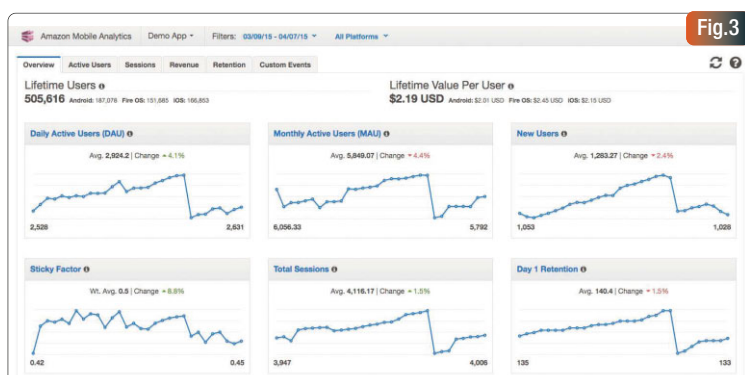 Fig.3
Amazon Mobile Analytics Demo App Filters: 03/09/15 - 04/07/15 All Platforms
Overview Active Users Sessions Revenue Retention Custom Events
Lifetime Users
505,616 Android: 187,078 Fire OS: 151,685 iOS: 166,853
Lifetime Value Per User
$2.19 USD Android: $2.01 USD Fire OS: $2.45 USD iOS: $2.15 USD
Daily Active Users (DAU)
Avg. 2,924.2 | Change 4.1%
2,528 2,631
Monthly Active Users (MAU)
Avg. 5,849.07 | Change 4.4%
6,056.33 5,792
New Users
Avg. 1,283.27 | Change 2.4%
1,053 1,028
Sticky Factor
Wt. Avg. 0.5 | Change 8.8%
0.42 0.45
Total Sessions
Avg. 4,116.17 | Change 1.5%
3,947 4,006
Day 1 Retention
Avg. 140.4 | Change 1.5%
135 133